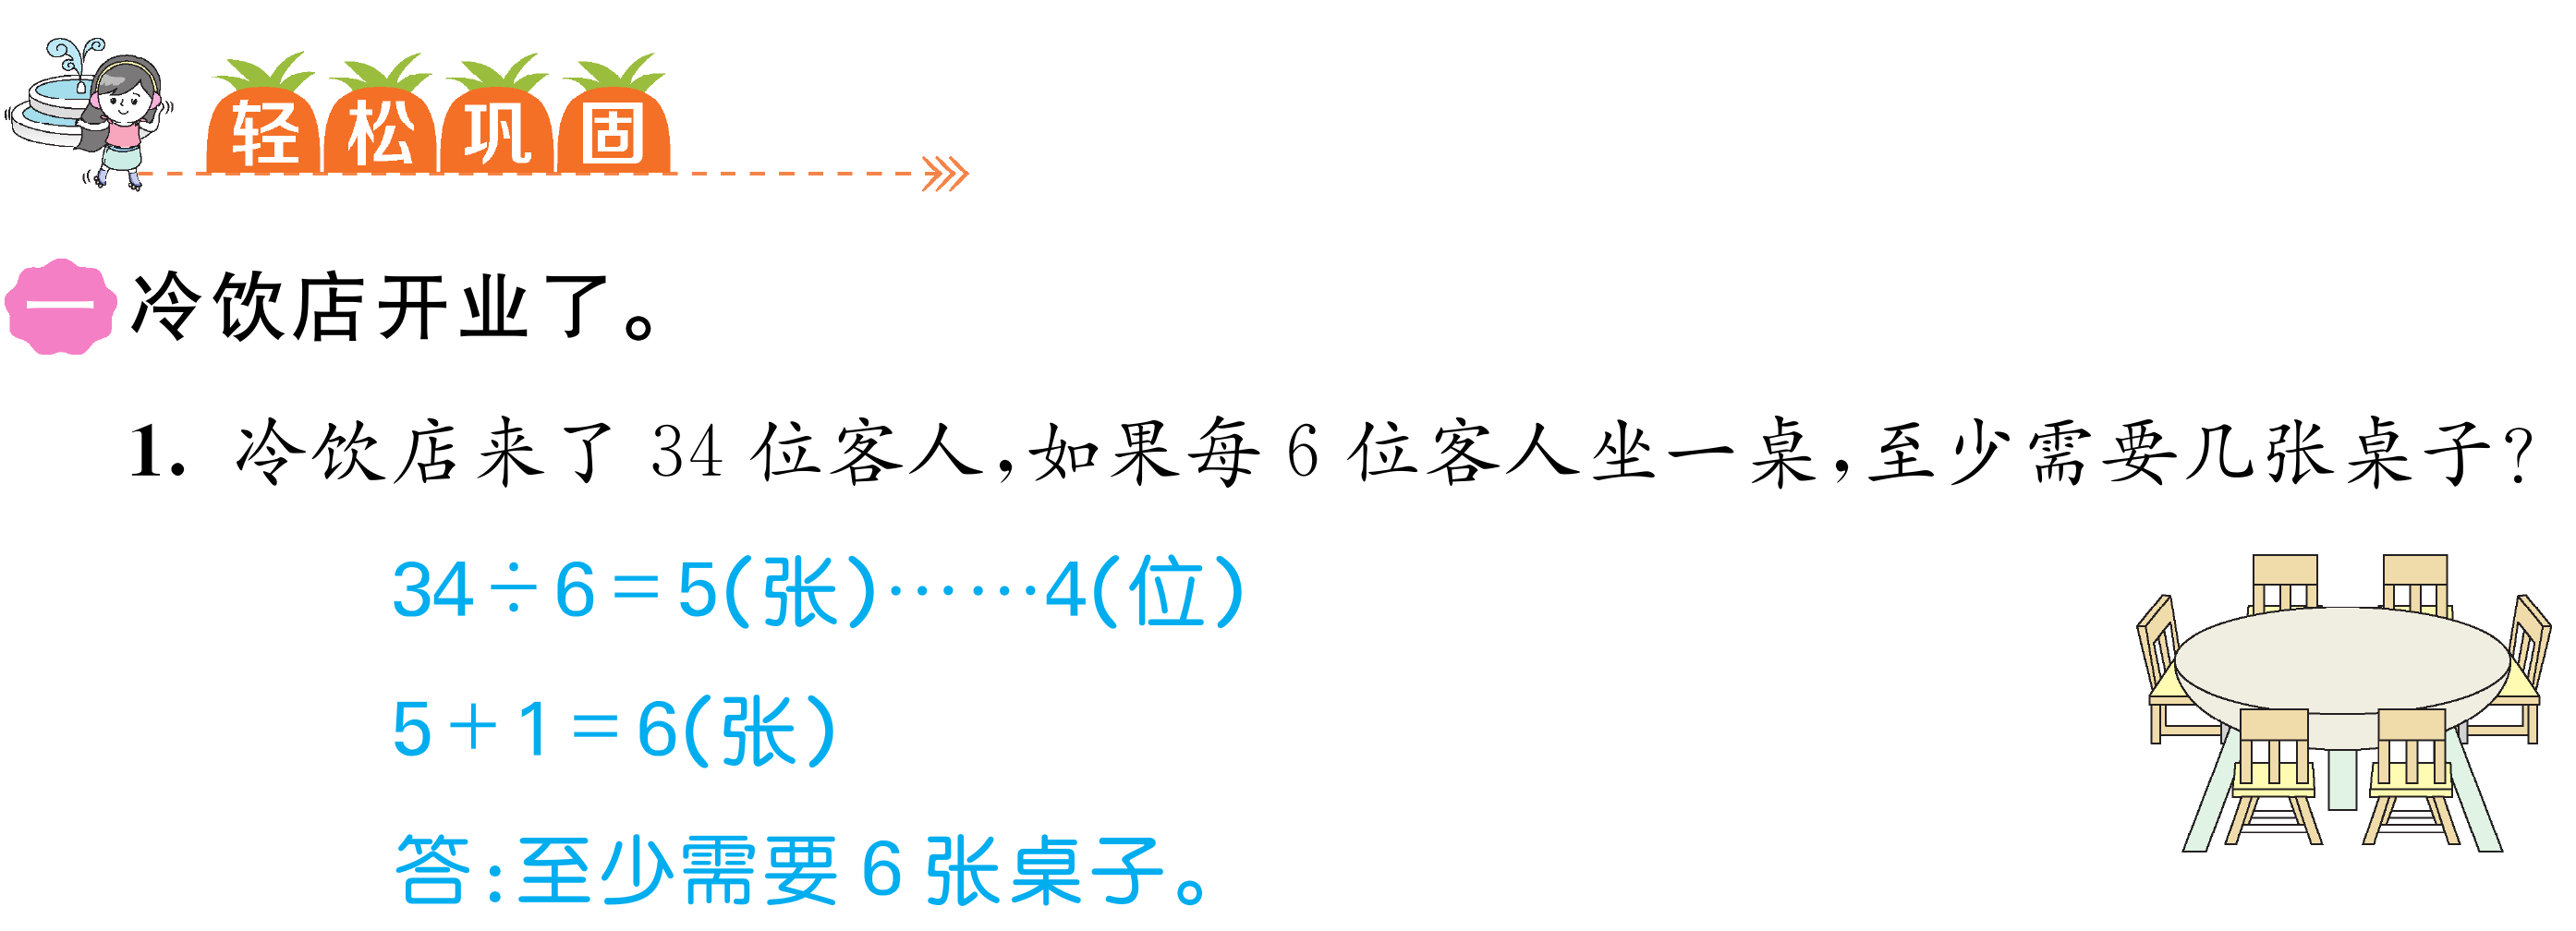 轻松巩固
一 冷饮店开业了。
1. 冷饮店来了 34 位客人,如果每 6 位客人坐一桌,至少需要几张桌子?
34÷6=5(张)……4(位)
5+1=6(张)
答:至少需要 6 张桌子。